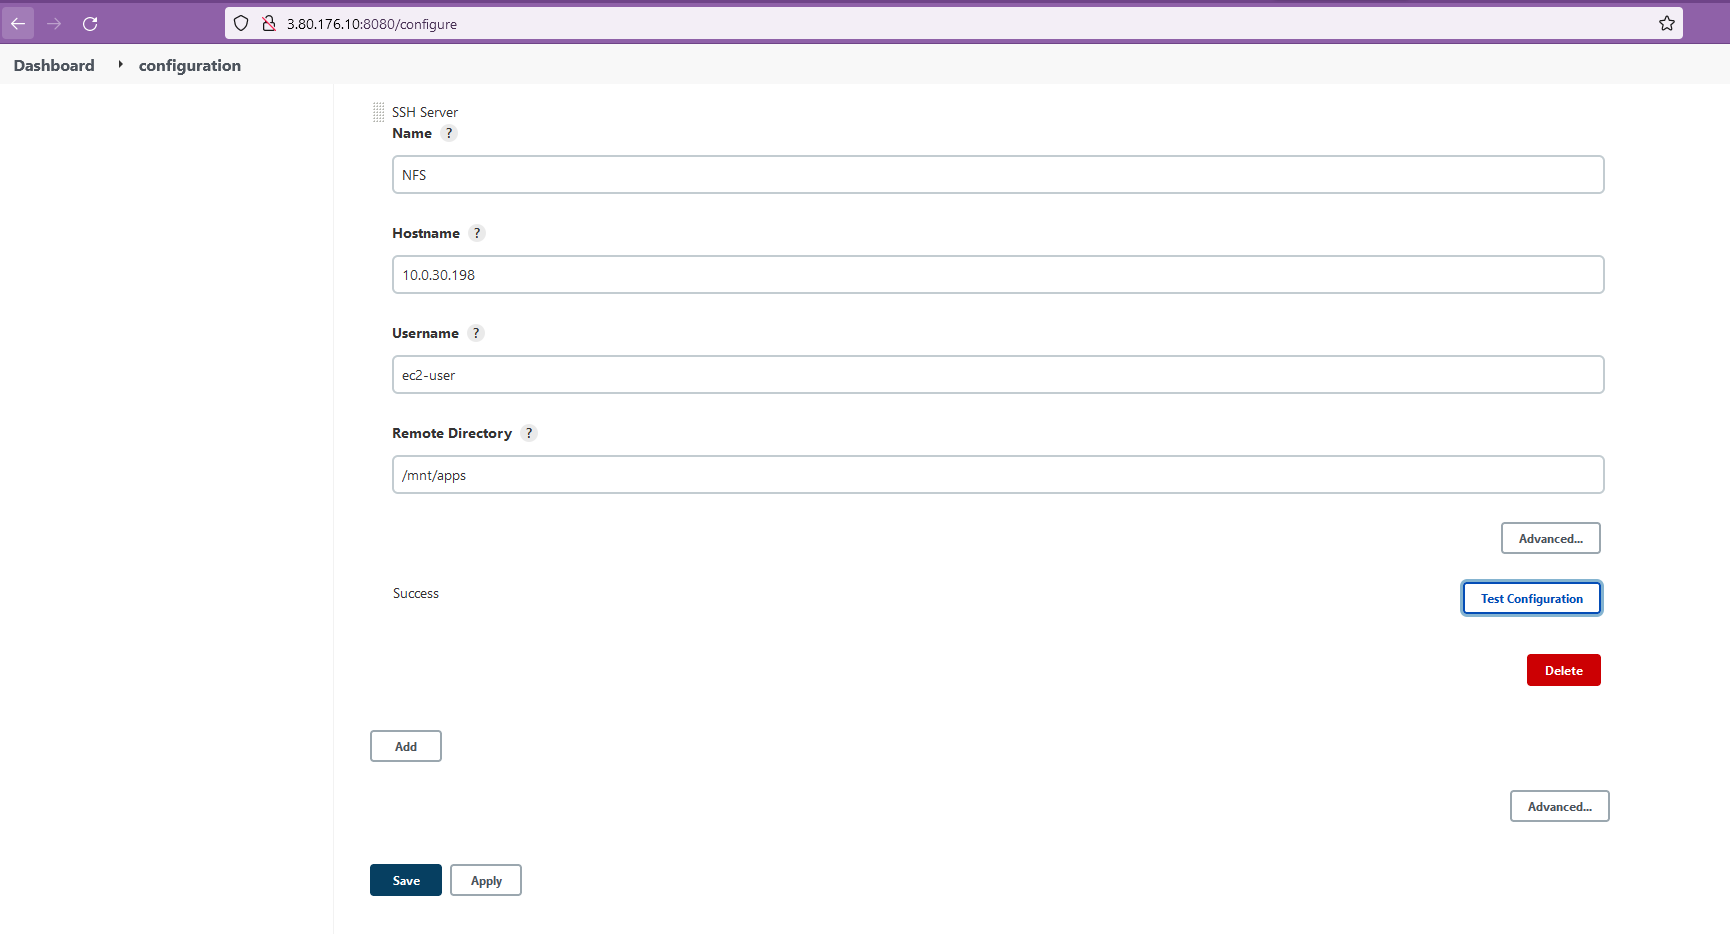 3.80.176.10:8080/configure
Dashboard configuration
SSH Server
Name ?
NFS
Hostname ?
10.0.30.198
Username ?
ec2-user
Remote Directory ?
/mnt/apps
Advanced...
Success
Test Configuration
Delete
Add
Advanced...
Save Apply